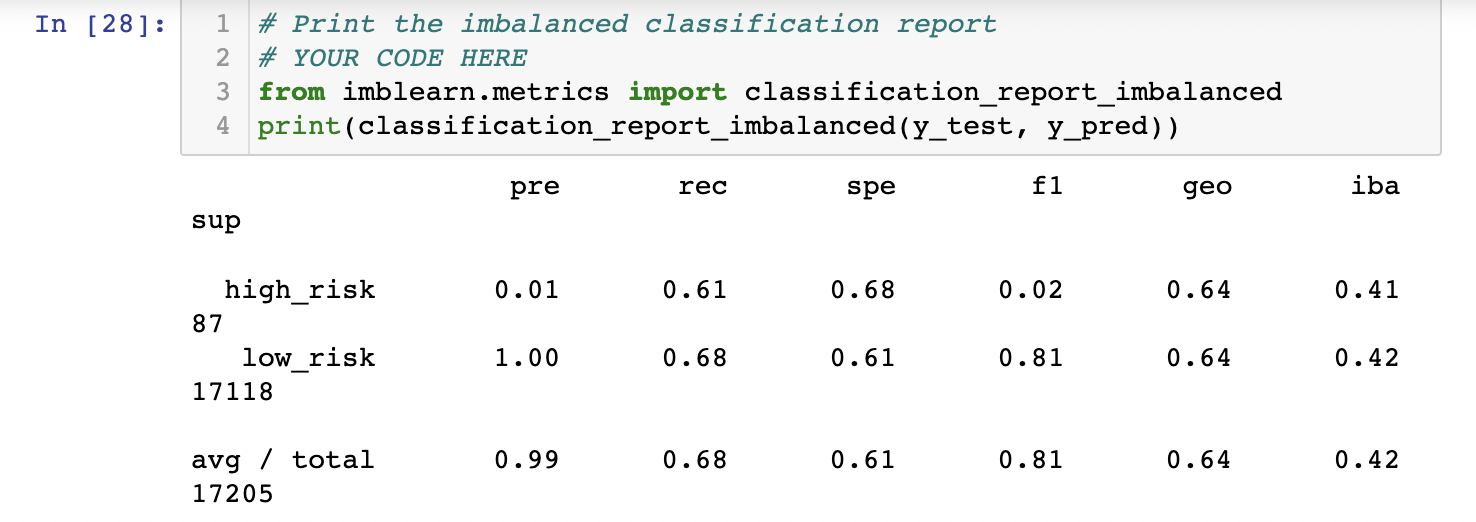 In [28]:
1 # Print the imbalanced classification report
2 # YOUR CODE HERE
3 from imblearn.metrics import classification_report_imbalanced
4 print(classification_report_imbalanced(y_test, y_pred))
pre rec spe f1 geo iba
sup
high_risk 0.01 0.61 0.68 0.02 0.64 0.41
87
low_risk 1.00 0.68 0.61 0.81 0.64 0.42
17118
avg / total 0.99 0.68 0.61 0.81 0.64 0.42
17205